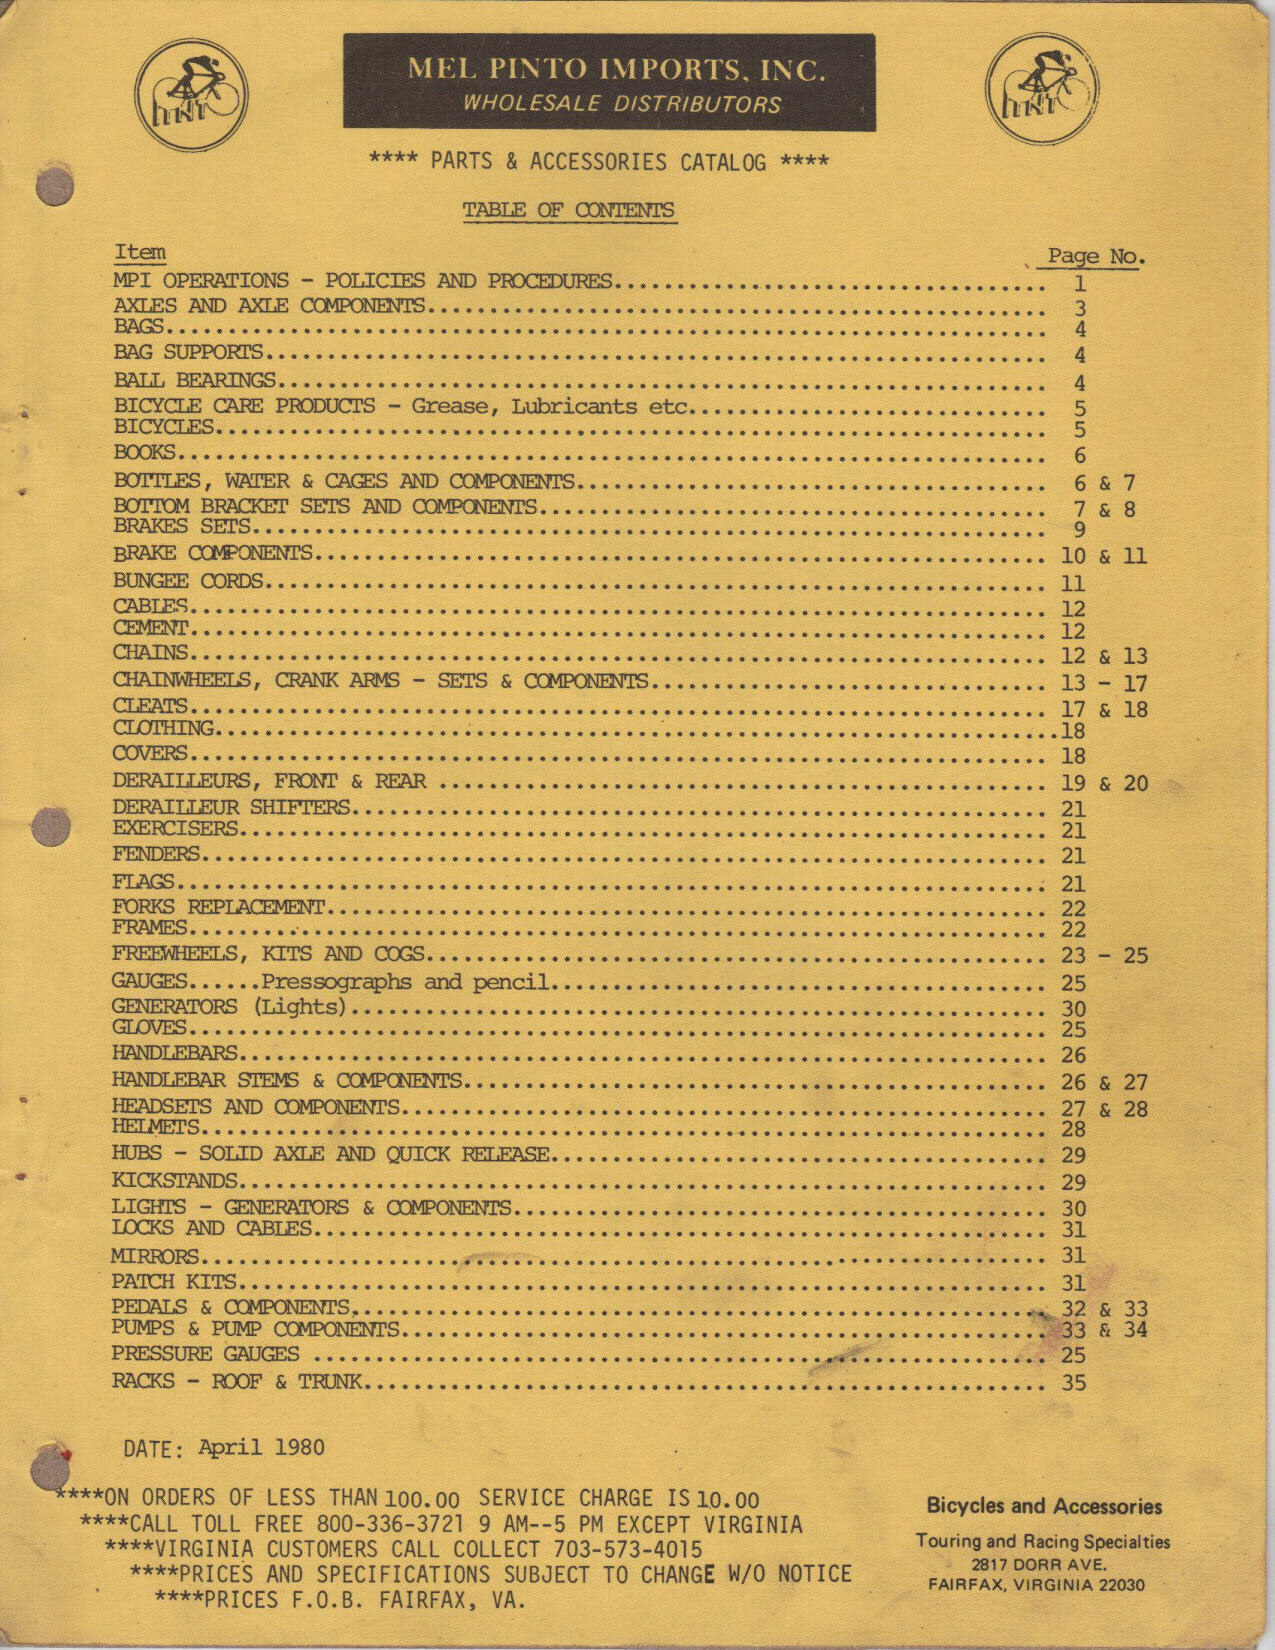 MEL PINTO IMPORTS, INC.
WHOLESALE DISTRIBUTORS
**** PARTS & ACCESSORIES CATALOG ****
TABLE OF CONTENTS
Item Page No.
MPI OPERATIONS - POLICIES AND PROCEDURES................................... 1
AXLES AND AXLE COMPONENTS.................................................. 3
BAGS....................................................................... 4
BAG SUPPORTS............................................................... 4
BALL BEARINGS.............................................................. 4
BICYCLE CARE PRODUCTS - Grease, Lubricants etc............................. 5
BICYCLES................................................................... 5
BOOKS...................................................................... 6
BOTTLES, WATER & CAGES AND COMPONENTS...................................... 6 & 7
BOTTOM BRACKET SETS AND COMPONENTS......................................... 7 & 8
BRAKES SETS................................................................ 9
BRAKE COMPONENTS........................................................... 10 & 11
BUNGEE CORDS............................................................... 11
CABLES..................................................................... 12
CEMENT..................................................................... 12
CHAINS..................................................................... 12 & 13
CHAINWHEELS, CRANK ARMS - SETS & COMPONENTS................................ 13 - 17
CLEATS..................................................................... 17 & 18
CLOTHING....................................................................18
COVERS..................................................................... 18
DERAILLEURS, FRONT & REAR ................................................. 19 & 20
DERAILLEUR SHIFTERS........................................................ 21
EXERCISERS................................................................. 21
FENDERS.................................................................... 21
FLAGS...................................................................... 21
FORKS REPLACEMENT.......................................................... 22
FRAMES..................................................................... 22
FREEWHEELS, KITS AND COGS.................................................. 23 - 25
GAUGES......Pressographs and pencil........................................ 25
GENERATORS (Lights)........................................................ 30
GLOVES..................................................................... 25
HANDLEBARS................................................................. 26
HANDLEBAR STEMS & COMPONENTS............................................... 26 & 27
HEADSETS AND COMPONENTS.................................................... 27 & 28
HELMETS.................................................................... 28
HUBS - SOLID AXLE AND QUICK RELEASE........................................ 29
KICKSTANDS................................................................. 29
LIGHTS - GENERATORS & COMPONENTS........................................... 30
LOCKS AND CABLES........................................................... 31
MIRRORS.................................................................... 31
PATCH KITS................................................................. 31
PEDALS & COMPONENTS........................................................ 32 & 33
PUMPS & PUMP COMPONENTS.................................................... 33 & 34
PRESSURE GAUGES ........................................................... 25
RACKS - ROOF & TRUNK....................................................... 35
DATE: April 1980
****ON ORDERS OF LESS THAN 100.00 SERVICE CHARGE IS 10.00
****CALL TOLL FREE 800-336-3721 9 AM--5 PM EXCEPT VIRGINIA
****VIRGINIA CUSTOMERS CALL COLLECT 703-573-4015
****PRICES AND SPECIFICATIONS SUBJECT TO CHANGE W/O NOTICE
****PRICES F.O.B. FAIRFAX, VA.
Bicycles and Accessories
Touring and Racing Specialties
2817 DORR AVE.
FAIRFAX, VIRGINIA 22030